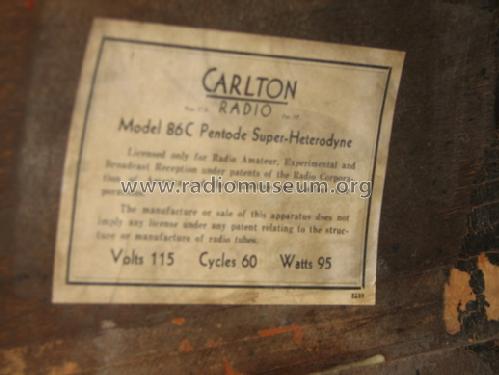 CARLTON
RADIO
Model 86C Pentode Super-Heterodyne
Licensed only for Radio Amateur, Experimental and
Broadcast Reception under patents of the Radio Corpora-
tion of
www.radiomuseum.org
The manufacture or sale of this apparatus does not
imply any license under any patent relating to the struc-
ture or manufacture of radio tubes.
Volts 115 Cycles 60 Watts 95